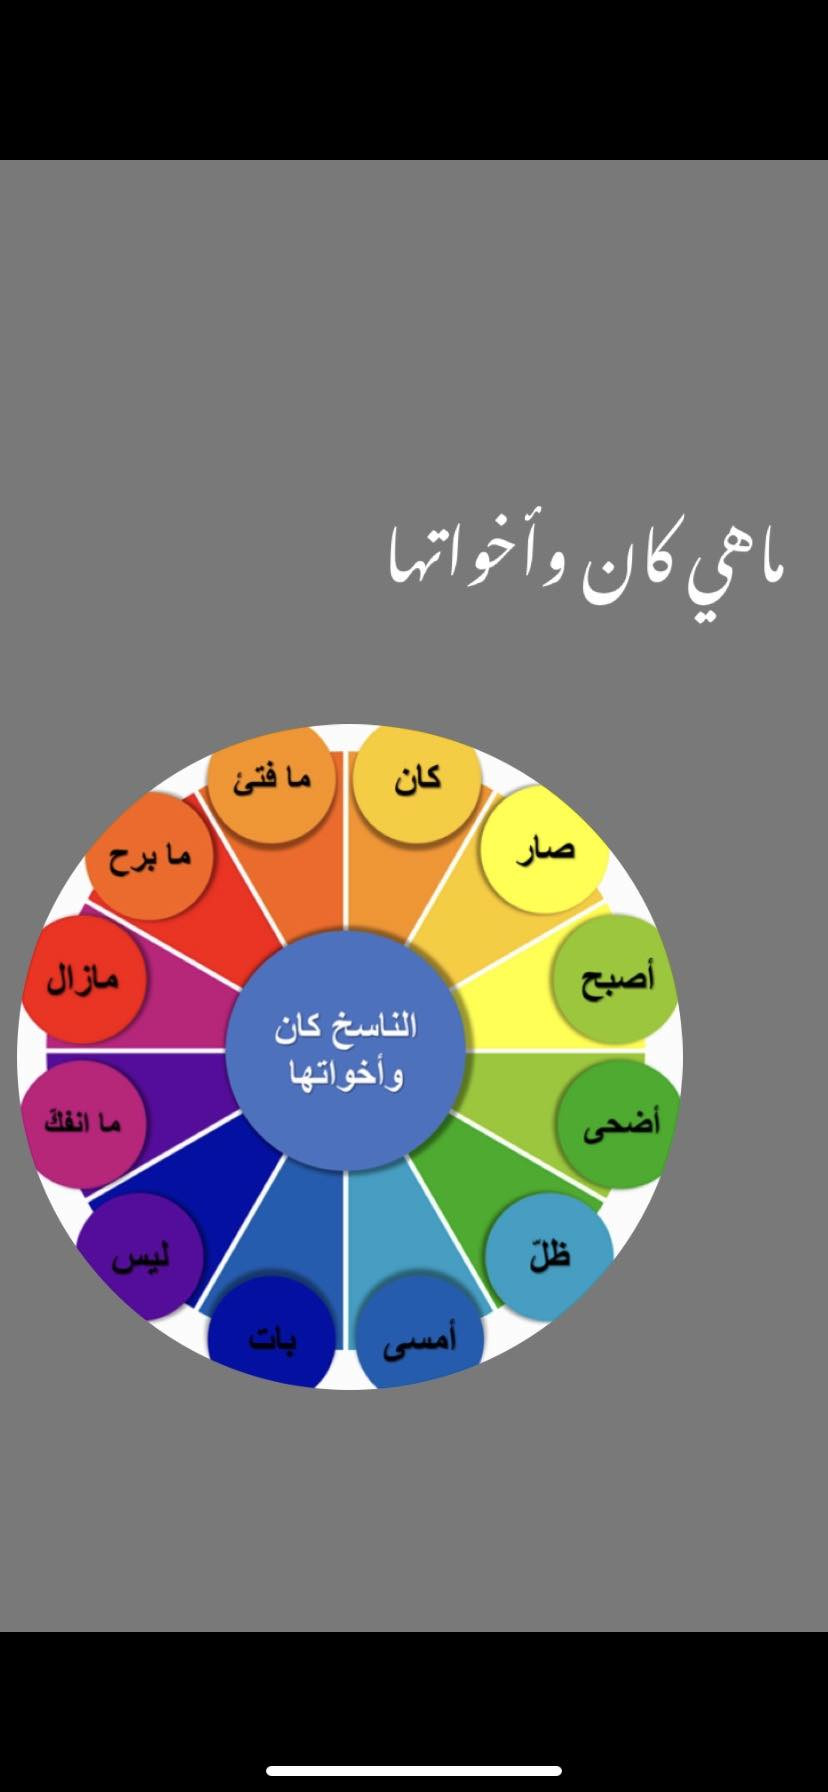 ماهي كان وأخواتها
كان
صار
أصبح
أضحى
ظلّ
أمسى
بات
ليس
ما انفكّ
مازال
ما برح
ما فتئ
الناسخ كان
وأخواتها